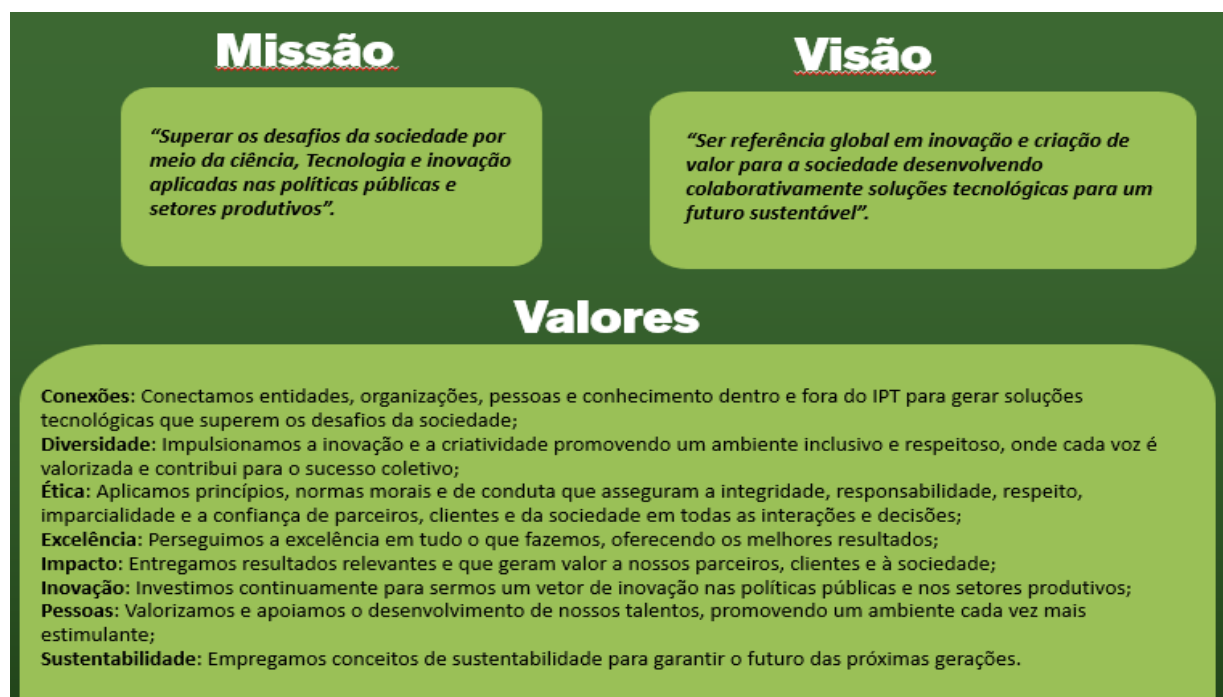 Missão
Visão
“Superar os desafios da sociedade por
meio da ciência, Tecnologia e inovação
aplicadas nas políticas públicas e
setores produtivos”.
“Ser referência global em inovação e criação de
valor para a sociedade desenvolvendo
colaborativamente soluções tecnológicas para um
futuro sustentável”.
Valores
Conexões: Conectamos entidades, organizações, pessoas e conhecimento dentro e fora do IPT para gerar soluções
tecnológicas que superem os desafios da sociedade;
Diversidade: Impulsionamos a inovação e a criatividade promovendo um ambiente inclusivo e respeitoso, onde cada voz é
valorizada e contribui para o sucesso coletivo;
Ética: Aplicamos princípios, normas morais e de conduta que asseguram a integridade, responsabilidade, respeito,
imparcialidade e a confiança de parceiros, clientes e da sociedade em todas as interações e decisões;
Excelência: Perseguimos a excelência em tudo o que fazemos, oferecendo os melhores resultados;
Impacto: Entregamos resultados relevantes e que geram valor a nossos parceiros, clientes e à sociedade;
Inovação: Investimos continuamente para sermos um vetor de inovação nas políticas públicas e nos setores produtivos;
Pessoas: Valorizamos e apoiamos o desenvolvimento de nossos talentos, promovendo um ambiente cada vez mais
estimulante;
Sustentabilidade: Empregamos conceitos de sustentabilidade para garantir o futuro das próximas gerações.